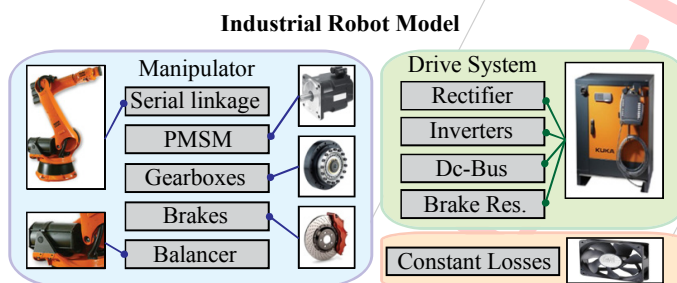 Industrial Robot Model
Manipulator
Serial linkage
PMSM
Gearboxes
Brakes
Balancer
Drive System
Rectifier
Inverters
Dc-Bus
Brake Res.
KUKA
Constant Losses